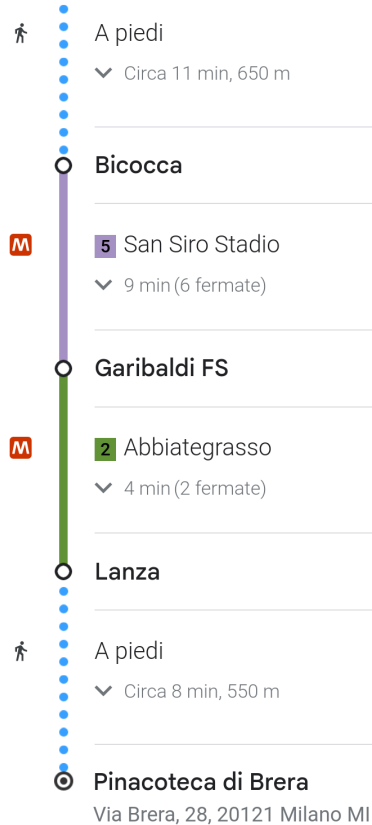 A piedi
Circa 11 min, 650 m
Bicocca
M
5 San Siro Stadio
9 min (6 fermate)
Garibaldi FS
M
2 Abbiategrasso
4 min (2 fermate)
Lanza
A piedi
Circa 8 min, 550 m
Pinacoteca di Brera
Via Brera, 28, 20121 Milano MI